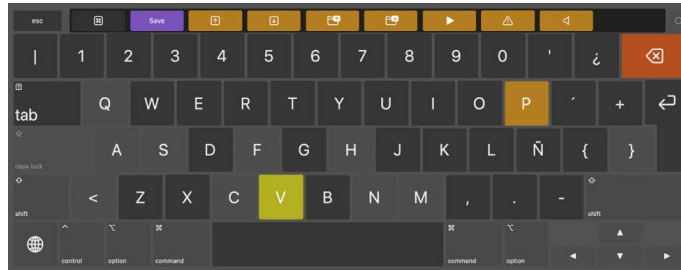 esc ⌘ Save
| 1 2 3 4 5 6 7 8 9 0 ' ¿
tab Q W E R T Y U I O P ´ +
caps lock A S D F G H J K L Ñ { }
shift < Z X C V B N M , . - shift
control option command command option